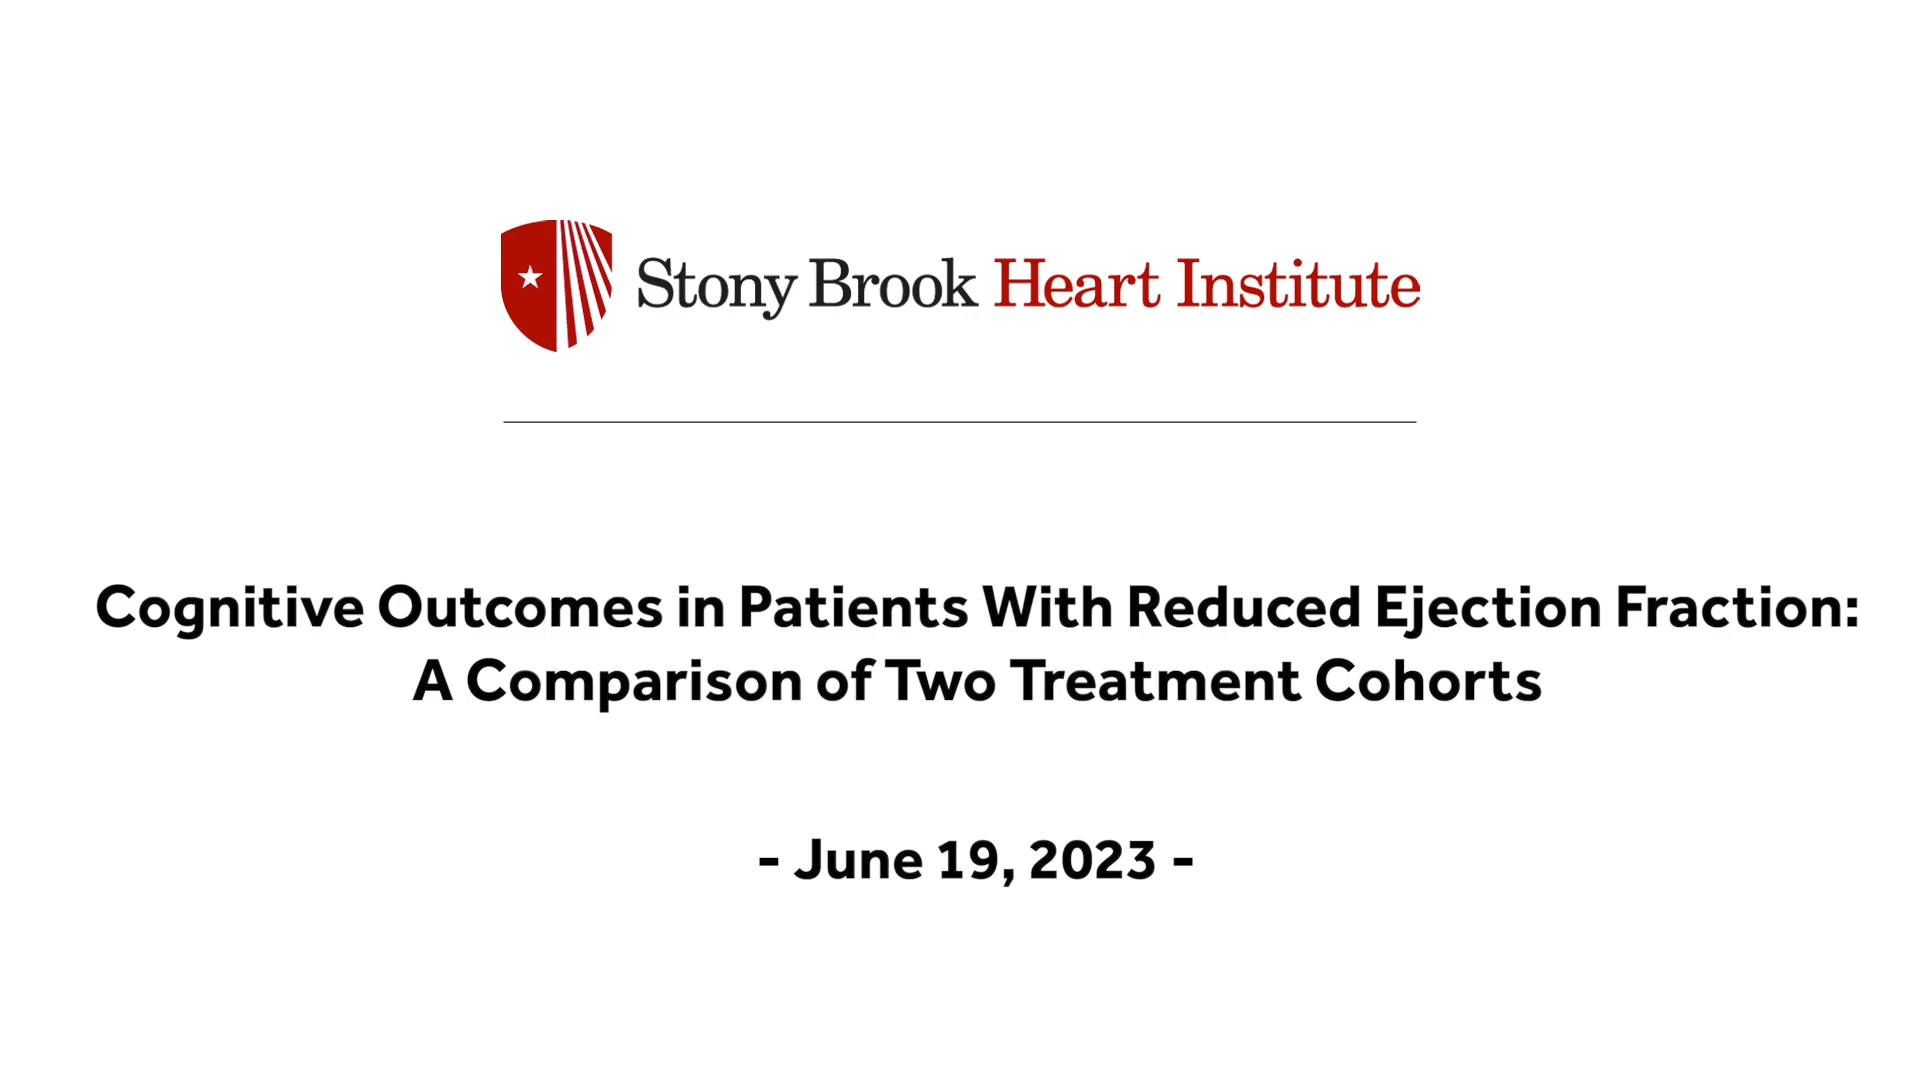 Stony Brook Heart Institute
Cognitive Outcomes in Patients With Reduced Ejection Fraction:
A Comparison of Two Treatment Cohorts
- June 19, 2023 -